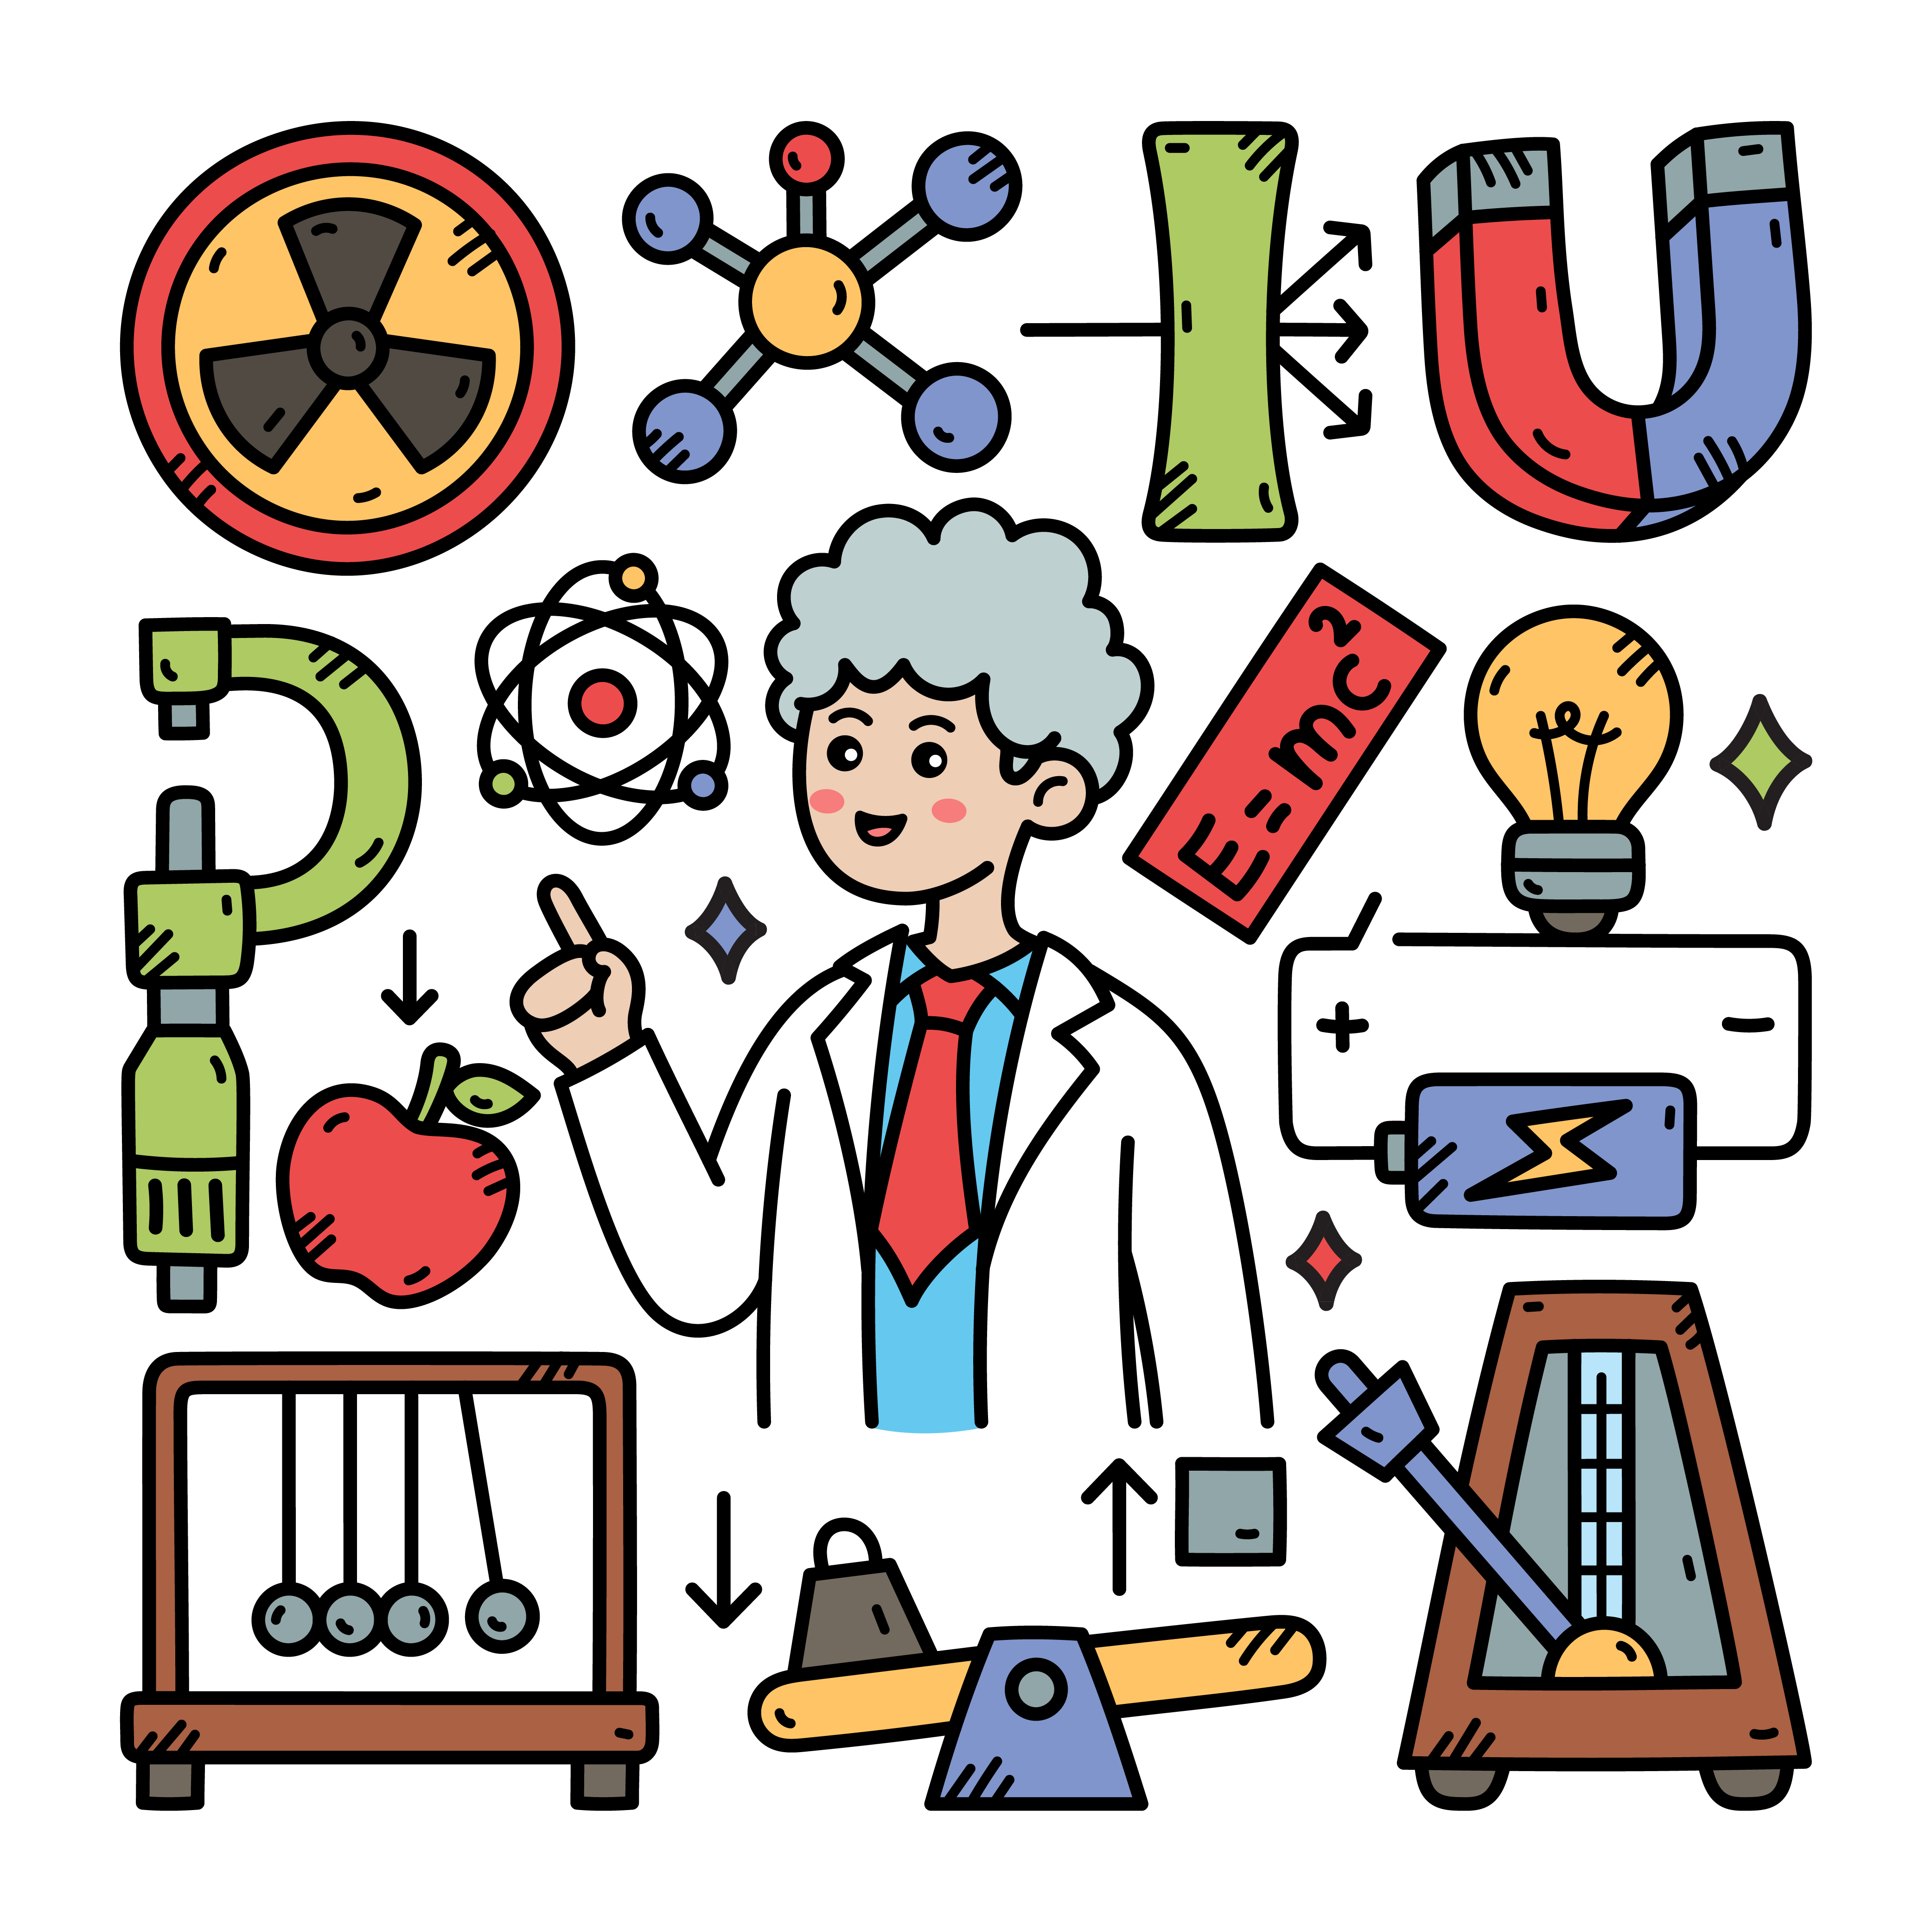 E=mc²
+
-